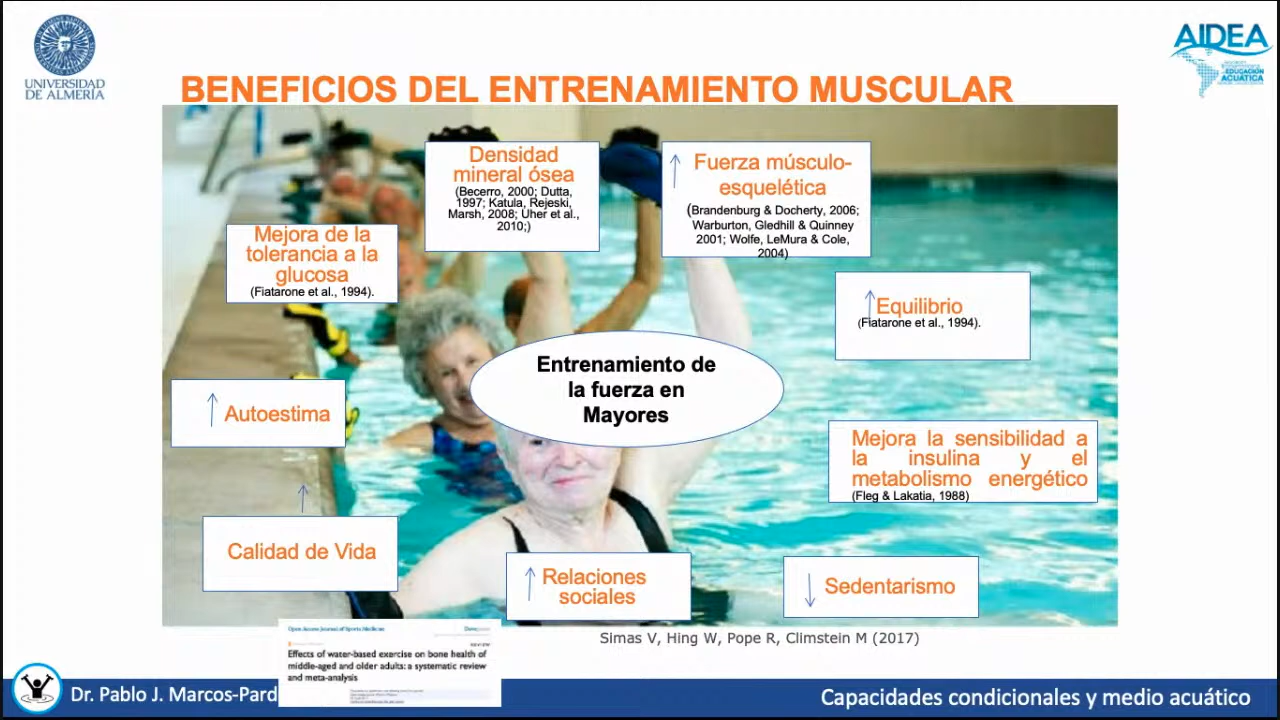 UNIVERSIDAD
DE ALMERÍA
AIDEA
EDUCACIÓN
ACUÁTICA
BENEFICIOS DEL ENTRENAMIENTO MUSCULAR
Densidad
mineral ósea
(Becerro, 2000; Dutta,
1997; Katula, Rejeski,
Marsh, 2008; Uher et al.,
2010;)
Fuerza músculo-
esquelética
(Brandenburg & Docherty, 2006;
Warburton, Gledhill & Quinney
2001; Wolfe, LeMura & Cole,
2004)
Mejora de la
tolerancia a la
glucosa
(Fiatarone et al., 1994).
Equilibrio
(Fiatarone et al., 1994).
Entrenamiento de
la fuerza en
Mayores
Autoestima
Mejora la sensibilidad a
la insulina y el
metabolismo energético
(Fleg & Lakatia, 1988)
Calidad de Vida
Relaciones
sociales
Sedentarismo
Simas V, Hing W, Pope R, Climstein M (2017)
Open Access Journal of Sports Medicine
Effects of water-based exercise on bone health of
middle-aged and older adults: a systematic review
and meta-analysis
Dr. Pablo J. Marcos-Pard
capacidades condicionales y medio acuático